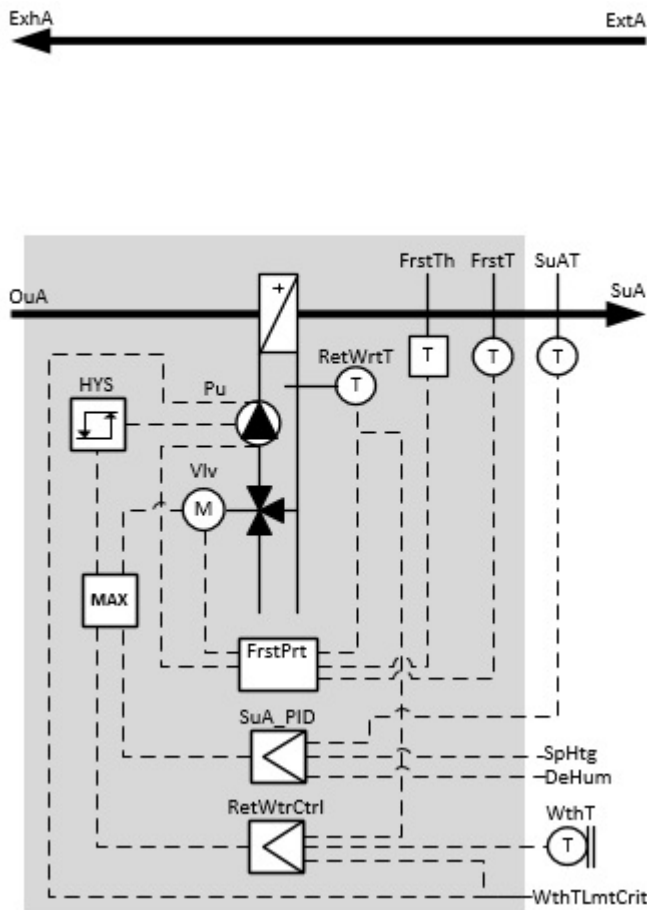 ExhA
ExtA
FrstTh
FrstT
SuAT
OuA
+
SuA
T
T
T
RetWrtT
T
HYS
Pu
Vlv
M
MAX
FrstPrt
SuA_PID
SpHtg
DeHum
RetWtrCtrl
WthT
T
WthTLmtCrit